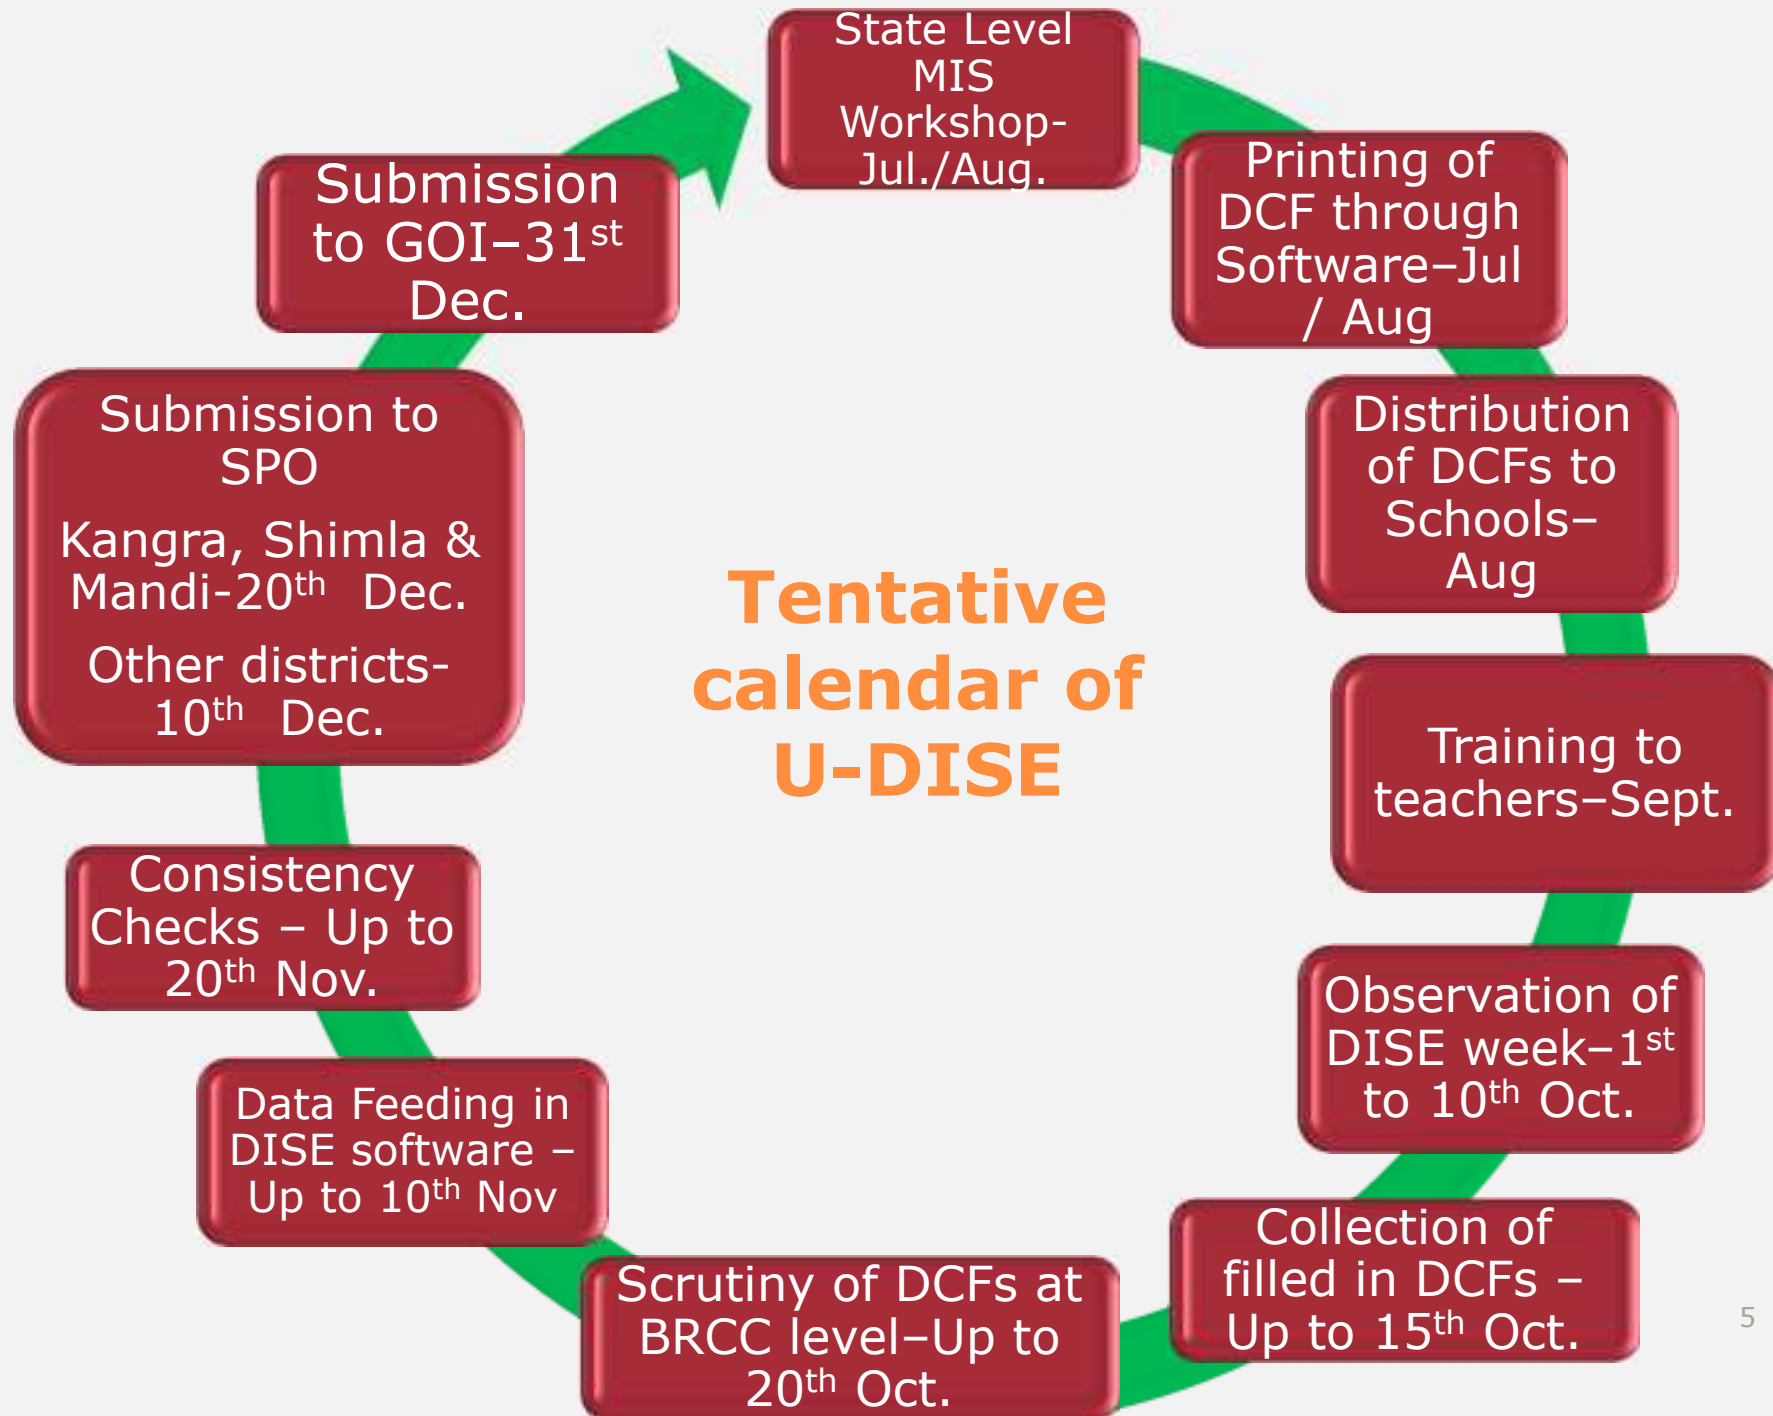 State Level
MIS
Workshop-
Jul./Aug.
Printing of
DCF through
Software–Jul
/ Aug
Distribution
of DCFs to
Schools–
Aug
Training to
teachers–Sept.
Observation of
DISE week–1st
to 10th Oct.
Collection of
filled in DCFs –
Up to 15th Oct.
Scrutiny of DCFs at
BRCC level–Up to
20th Oct.
Data Feeding in
DISE software –
Up to 10th Nov
Consistency
Checks – Up to
20th Nov.
Submission to
SPO
Kangra, Shimla &
Mandi-20th Dec.
Other districts-
10th Dec.
Submission
to GOI–31st
Dec.
Tentative
calendar of
U-DISE
5